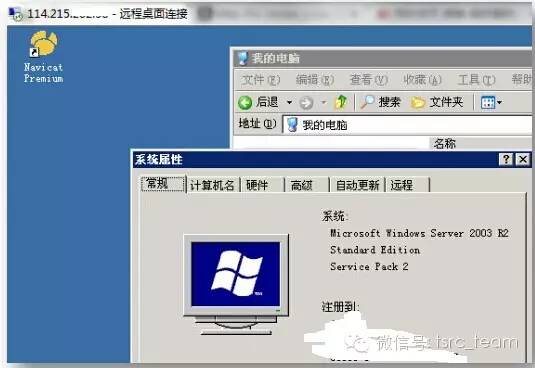 远程桌面连接
Navicat
Premium
我的电脑
文件(F) 编辑(E) 查看(V) 收藏(A) 工具(T) 帮助
后退 搜索 文件夹
地址(D) 我的电脑
名称
系统属性
常规 计算机名 硬件 高级 自动更新 远程
系统:
Microsoft Windows Server 2003 R2
Standard Edition
Service Pack 2
注册到:
微信号: tsrc_team